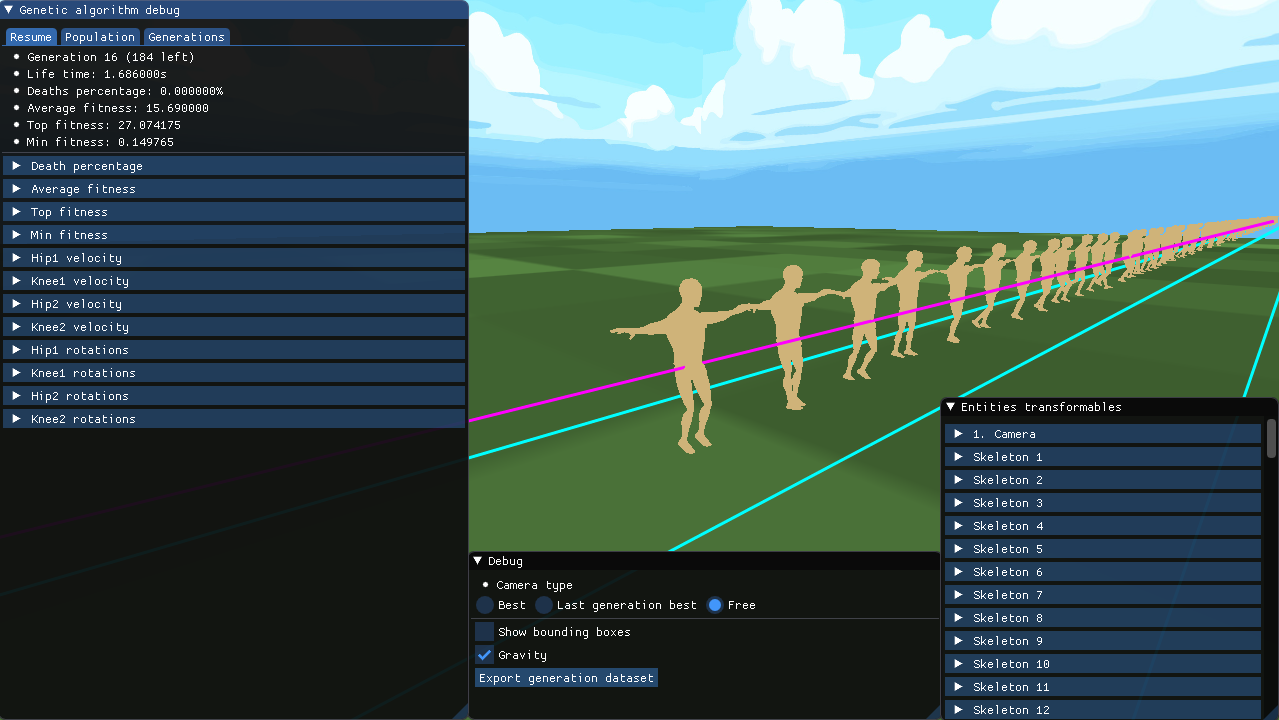 Genetic algorithm debug
Resume Population Generations
Generation 16 (184 left)
Life time: 1.686000s
Deaths percentage: 0.000000%
Average fitness: 15.690000
Top fitness: 27.074175
Min fitness: 0.149765
Death percentage
Average fitness
Top fitness
Min fitness
Hip1 velocity
Knee1 velocity
Hip2 velocity
Knee2 velocity
Hip1 rotations
Knee1 rotations
Hip2 rotations
Knee2 rotations
Debug
Camera type
Best Last generation best Free
Show bounding boxes
Gravity
Export generation dataset
Entities transformables
1. Camera
Skeleton 1
Skeleton 2
Skeleton 3
Skeleton 4
Skeleton 5
Skeleton 6
Skeleton 7
Skeleton 8
Skeleton 9
Skeleton 10
Skeleton 11
Skeleton 12